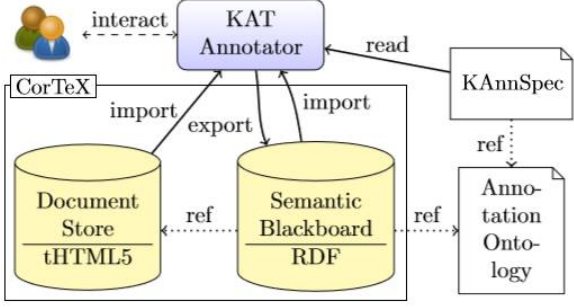 interact
KAT
Annotator
read
KAnnSpec
CorTeX
import
export
import
ref
Document
Store
tHTML5
ref
Semantic
Blackboard
RDF
ref
Anno-
tation
Onto-
logy